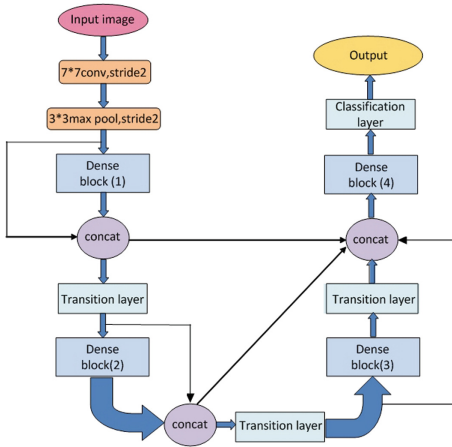 Input image
7*7conv,stride2
3*3max pool,stride2
Dense
block (1)
concat
Transition layer
Dense
block(2)
concat
Transition layer
Dense
block(3)
Transition layer
concat
Dense
block (4)
Classification
layer
Output